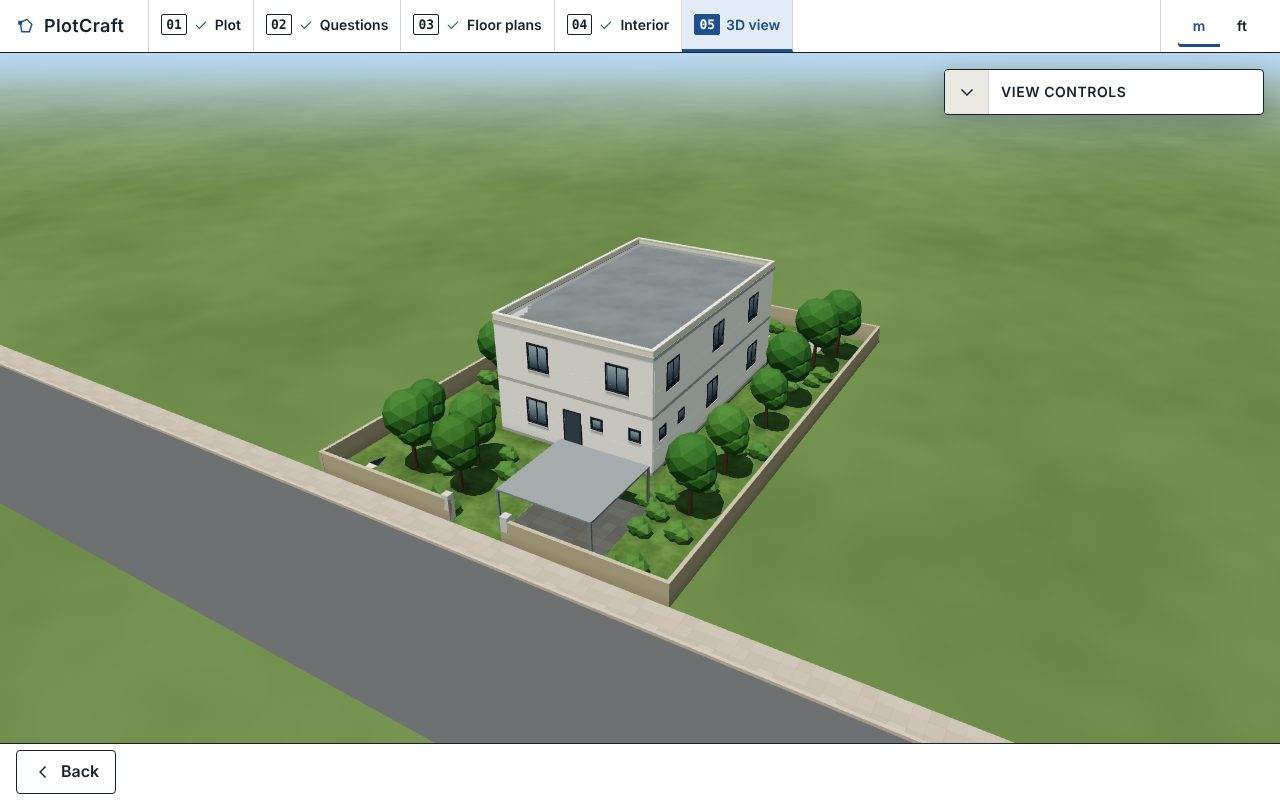 PlotCraft
01 Plot
02 Questions
03 Floor plans
04 Interior
05 3D view
m ft
VIEW CONTROLS
Back